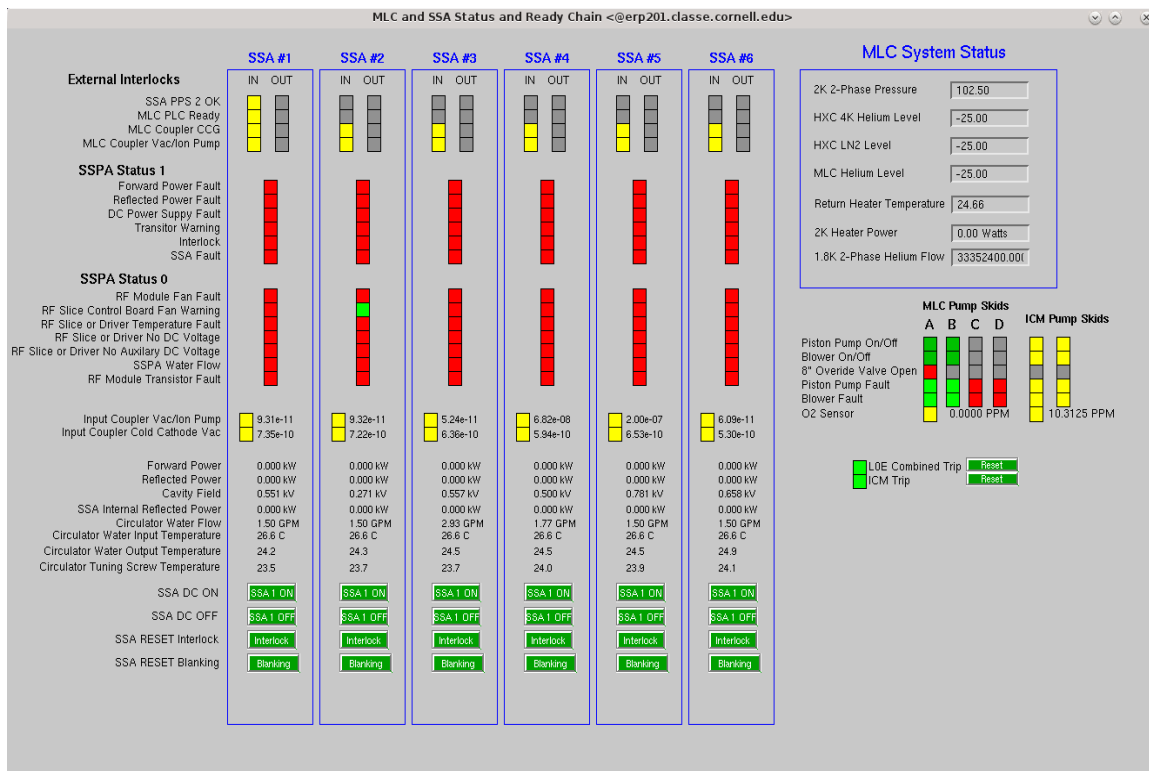 MLC and SSA Status and Ready Chain <@erp201.classe.cornell.edu>
SSA #1 SSA #2 SSA #3 SSA #4 SSA #5 SSA #6
External Interlocks IN OUT IN OUT IN OUT IN OUT IN OUT IN OUT
SSA PPS 2 OK
MLC PLC Ready
MLC Coupler CCG
MLC Coupler Vac/Ion Pump
SSPA Status 1
Forward Power Fault
Reflected Power Fault
DC Power Supply Fault
Transitor Warning
Interlock
SSA Fault
SSPA Status 0
RF Module Fan Fault
RF Slice Control Board Fan Warning
RF Slice or Driver Temperature Fault
RF Slice or Driver No DC Voltage
RF Slice or Driver No Auxilary DC Voltage
SSPA Water Flow
RF Module Transistor Fault
Input Coupler Vac/Ion Pump 9.31e-11 9.32e-11 5.24e-11 6.82e-08 2.00e-07 6.09e-11
Input Coupler Cold Cathode Vac 7.35e-10 7.22e-10 6.36e-10 5.94e-10 6.53e-10 5.30e-10
Forward Power 0.000 kW 0.000 kW 0.000 kW 0.000 kW 0.000 kW 0.000 kW
Reflected Power 0.000 kW 0.000 kW 0.000 kW 0.000 kW 0.000 kW 0.000 kW
Cavity Field 0.551 kV 0.271 kV 0.557 kV 0.500 kV 0.781 kV 0.658 kV
SSA Internal Reflected Power 0.000 kW 0.000 kW 0.000 kW 0.000 kW 0.000 kW 0.000 kW
Circulator Water Flow 1.50 GPM 1.50 GPM 2.93 GPM 1.77 GPM 1.50 GPM 1.50 GPM
Circulator Water Input Temperature 26.6 C 26.6 C 26.6 C 26.6 C 26.6 C 26.6 C
Circulator Water Output Temperature 24.2 24.3 24.5 24.5 24.5 24.9
Circulator Tuning Screw Temperature 23.5 23.7 23.7 24.0 23.9 24.1
SSA DC ON SSA 1 ON SSA 1 ON SSA 1 ON SSA 1 ON SSA 1 ON SSA 1 ON
SSA DC OFF SSA 1 OFF SSA 1 OFF SSA 1 OFF SSA 1 OFF SSA 1 OFF SSA 1 OFF
SSA RESET Interlock Interlock Interlock Interlock Interlock Interlock Interlock
SSA RESET Blanking Blanking Blanking Blanking Blanking Blanking Blanking
MLC System Status
2K 2-Phase Pressure 102.50
HXC 4K Helium Level -25.00
HXC LN2 Level -25.00
MLC Helium Level -25.00
Return Heater Temperature 24.66
2K Heater Power 0.00 Watts
1.8K 2-Phase Helium Flow 33352400.00(
MLC Pump Skids ICM Pump Skids
A B C D
Piston Pump On/Off
Blower On/Off
8" Overide Valve Open
Piston Pump Fault
Blower Fault
O2 Sensor 0.0000 PPM 10.3125 PPM
L0E Combined Trip Reset
ICM Trip Reset